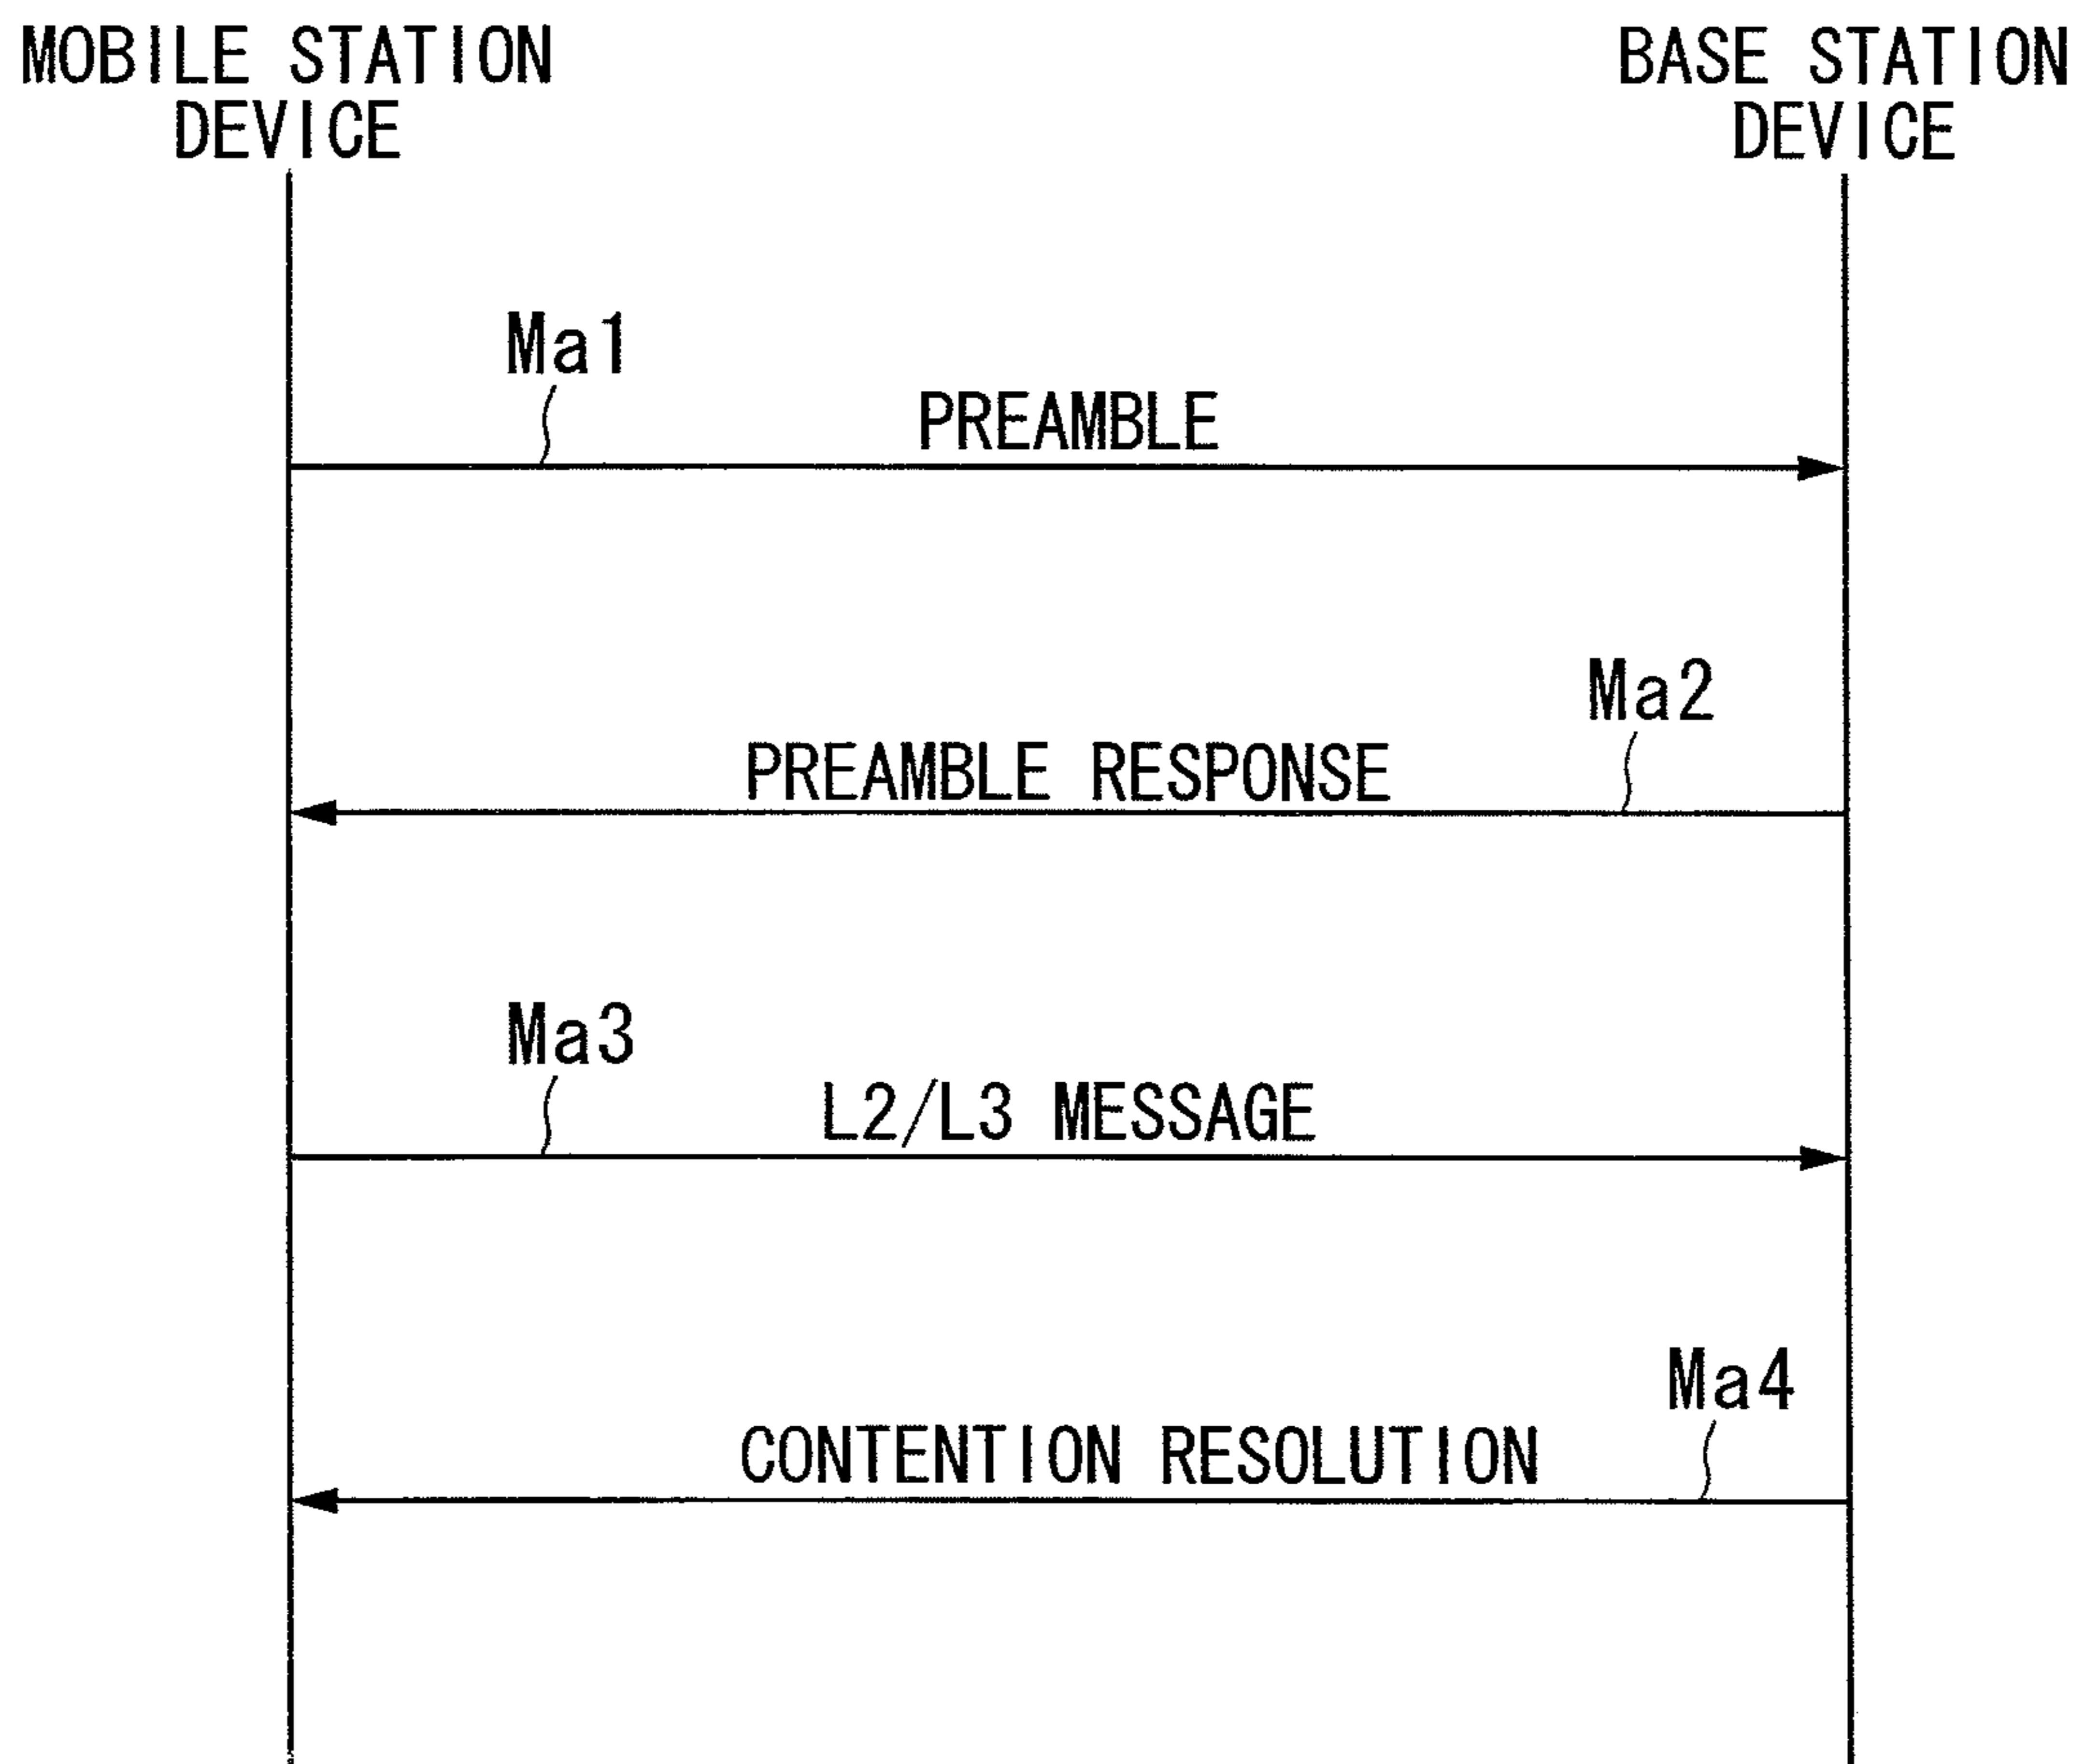 MOBILE STATION
DEVICE
BASE STATION
DEVICE
Ma1
PREAMBLE
Ma2
PREAMBLE RESPONSE
Ma3
L2/L3 MESSAGE
Ma4
CONTENTION RESOLUTION